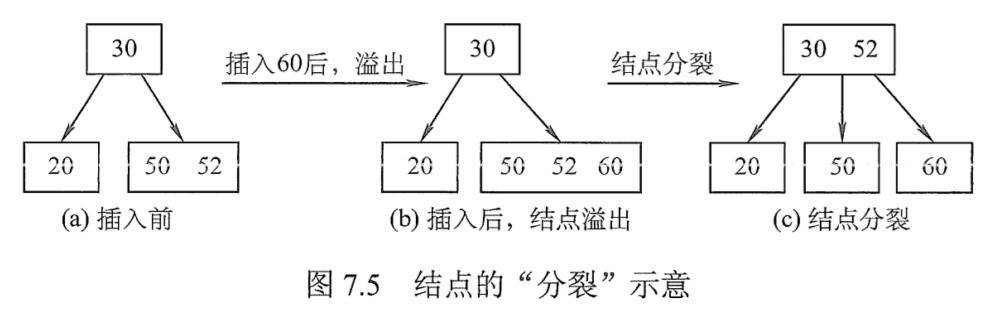 30
插入60后，溢出
30
结点分裂
30 52
20
50 52
20
50 52 60
20
50
60
(a) 插入前
(b) 插入后，结点溢出
(c) 结点分裂
图 7.5 结点的“分裂”示意